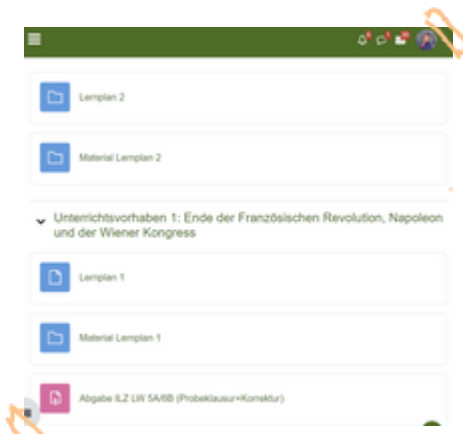 Lernplan 2
Material Lernplan 2
Unterrichtsvorhaben 1: Ende der Französischen Revolution, Napoleon
und der Wiener Kongress
Lernplan 1
Material Lernplan 1
Abgabe ILZ LW 5A/6B (Probeklausur+Korrektur)